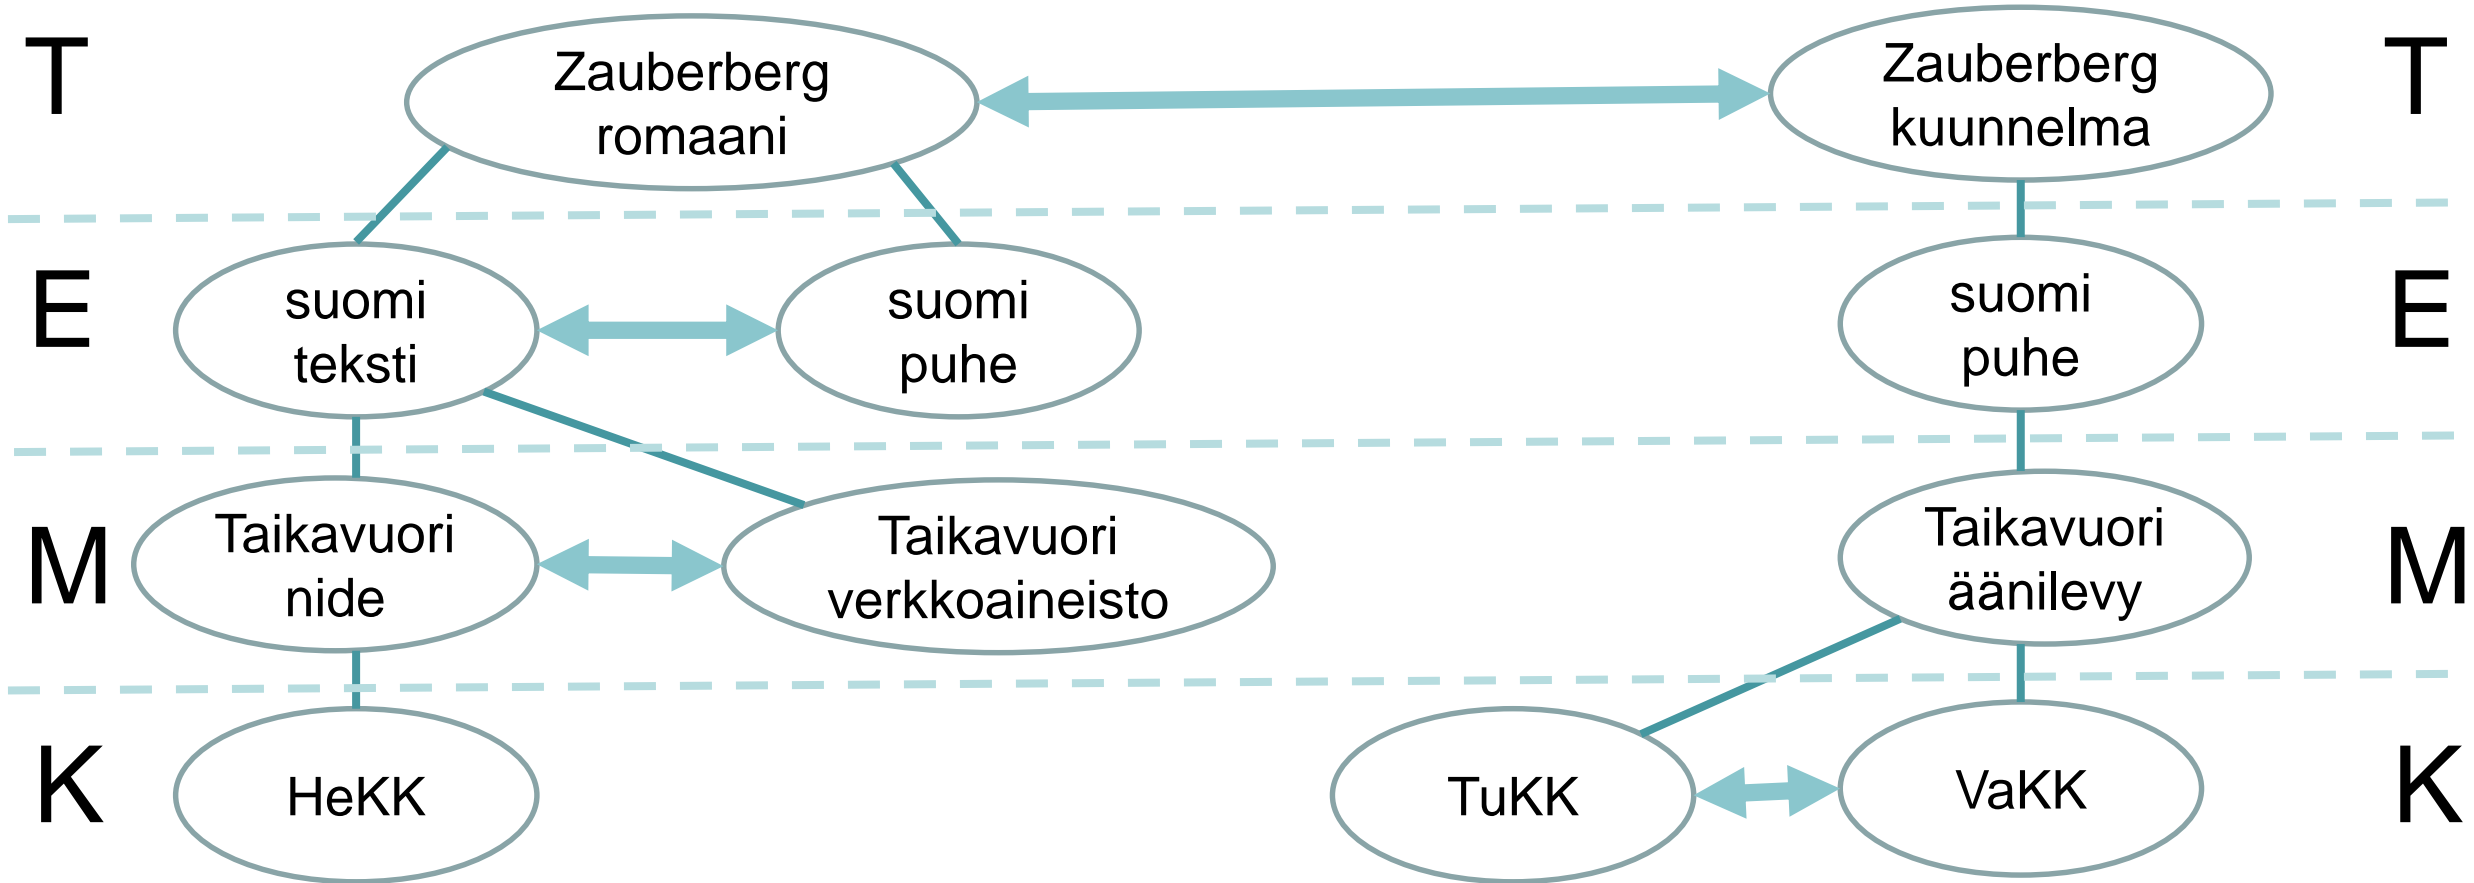 T
Zauberberg
romaani
Zauberberg
kuunnelma
T
E
suomi
teksti
suomi
puhe
suomi
puhe
E
M
Taikavuori
nide
Taikavuori
verkkoaineisto
Taikavuori
äänilevy
M
K
HeKK
TuKK
VaKK
K